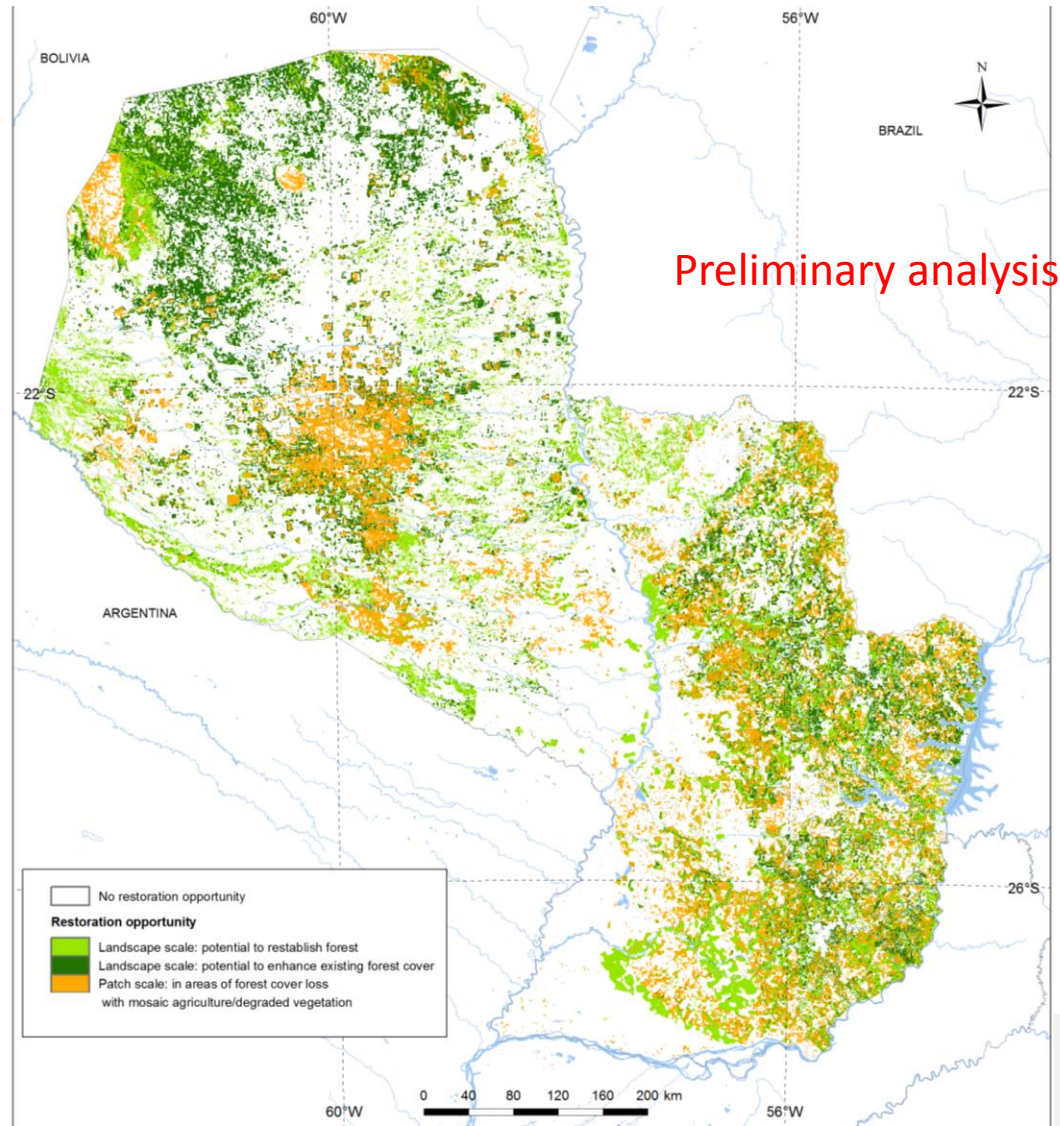 60°W
56°W
BOLIVIA
N
BRAZIL
Preliminary analysis
22°S
22°S
ARGENTINA
26°S
No restoration opportunity
Restoration opportunity
Landscape scale: potential to restablish forest
Landscape scale: potential to enhance existing forest cover
Patch scale: in areas of forest cover loss
with mosaic agriculture/degraded vegetation
0 40 80 120 160 200 km
60°W
56°W